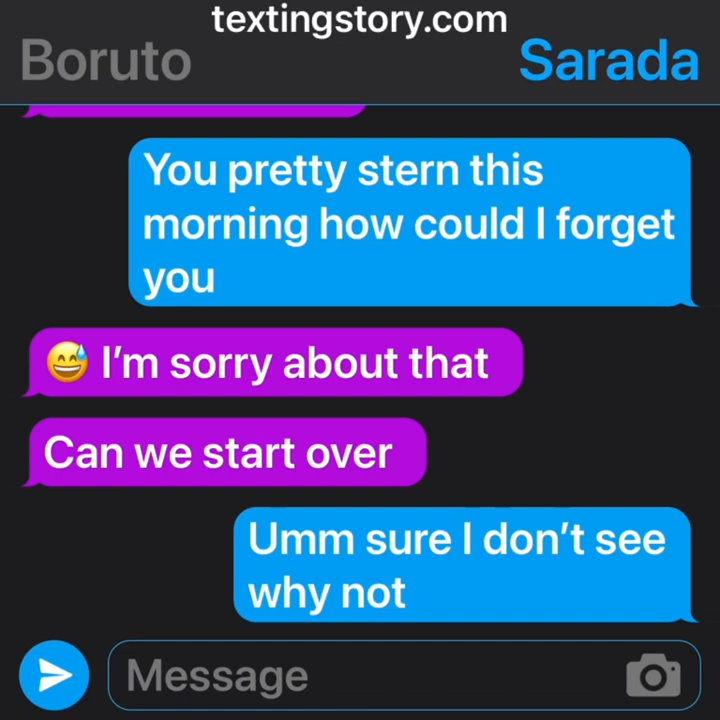 textingstory.com
Boruto
Sarada
You pretty stern this
morning how could I forget
you
😅 I’m sorry about that
Can we start over
Umm sure I don’t see
why not
Message